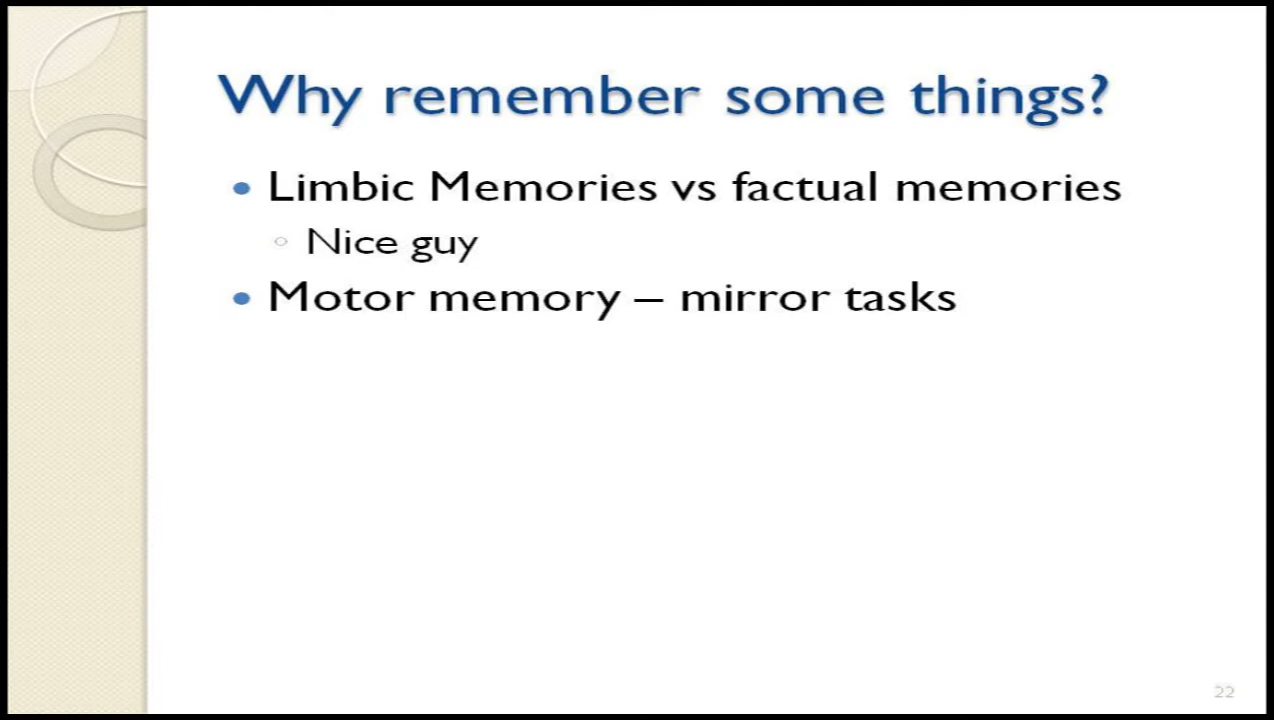 Why remember some things?
Limbic Memories vs factual memories
Nice guy
Motor memory – mirror tasks
22